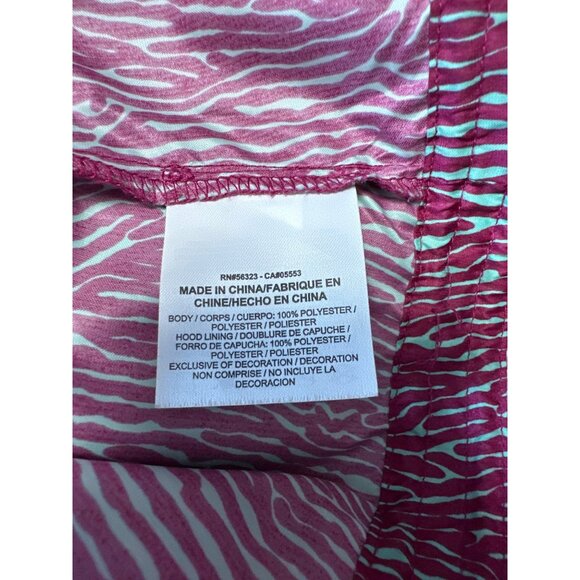 RN#56323 - CA#05553
MADE IN CHINA/FABRIQUE EN
CHINE/HECHO EN CHINA
BODY / CORPS / CUERPO: 100% POLYESTER /
POLYESTER / POLIESTER
HOOD LINING / DOUBLURE DE CAPUCHE /
FORRO DE CAPUCHA: 100% POLYESTER /
POLYESTER / POLIESTER
EXCLUSIVE OF DECORATION / DECORATION
NON COMPRISE / NO INCLUYE LA
DECORACION